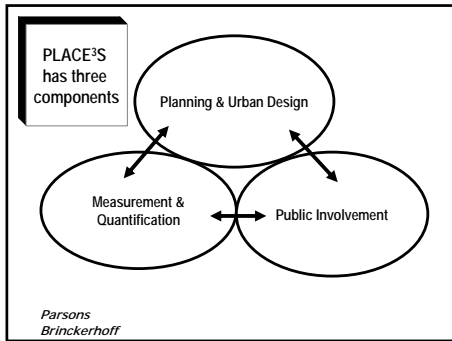 PLACE³S
has three
components
Planning & Urban Design
Measurement &
Quantification
Public Involvement
Parsons
Brinckerhoff